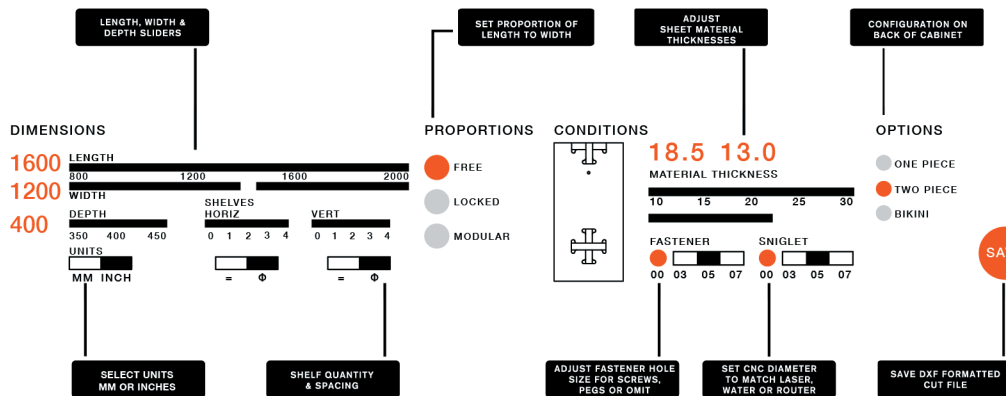 LENGTH, WIDTH &
DEPTH SLIDERS
SET PROPORTION OF
LENGTH TO WIDTH
ADJUST
SHEET MATERIAL
THICKNESSES
CONFIGURATION ON
BACK OF CABINET
DIMENSIONS
1600
LENGTH
800 1200 1600 2000
1200
WIDTH
400
DEPTH
350 400 450
SHELVES
HORIZ
0 1 2 3 4
VERT
0 1 2 3 4
UNITS
MM INCH
= Φ
= Φ
PROPORTIONS
FREE
LOCKED
MODULAR
CONDITIONS
18.5 13.0
MATERIAL THICKNESS
10 15 20 25 30
FASTENER
00 03 05 07
SNIGLET
00 03 05 07
OPTIONS
ONE PIECE
TWO PIECE
BIKINI
SELECT UNITS
MM OR INCHES
SHELF QUANTITY
& SPACING
ADJUST FASTENER HOLE
SIZE FOR SCREWS,
PEGS OR OMIT
SET CNC DIAMETER
TO MATCH LASER,
WATER OR ROUTER
SAVE DXF FORMATTED
CUT FILE